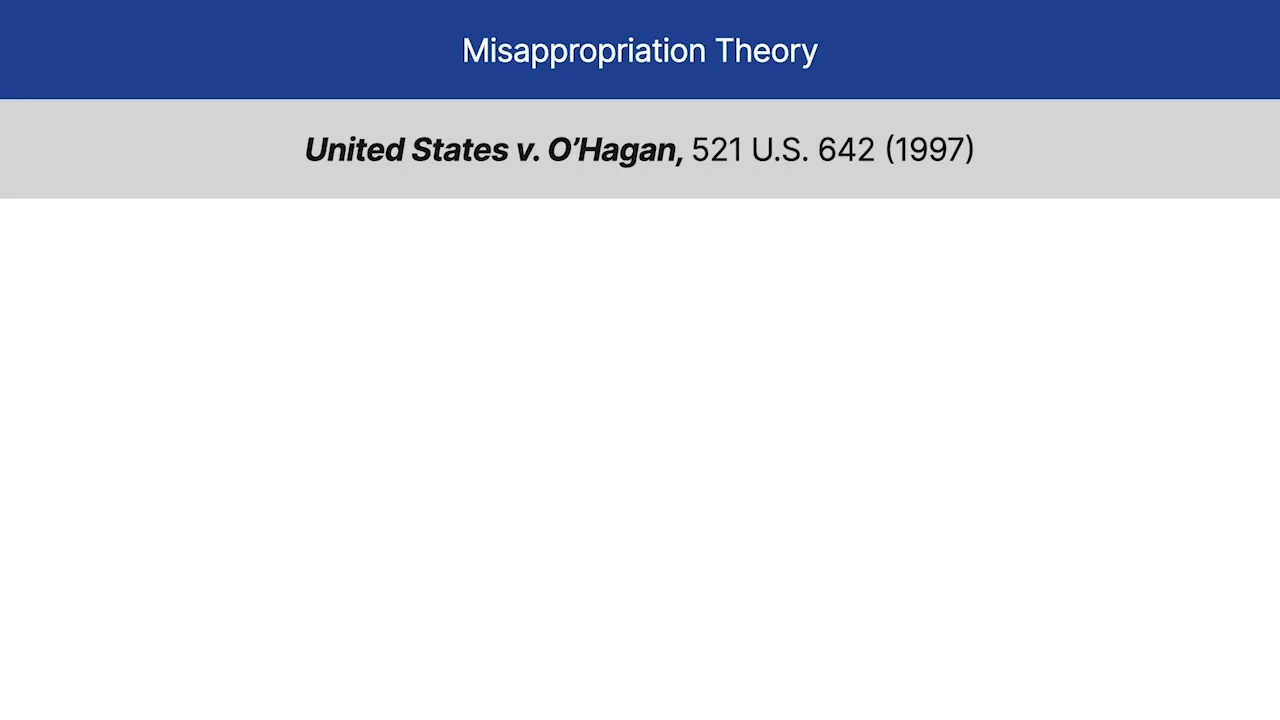 Misappropriation Theory
United States v. O’Hagan, 521 U.S. 642 (1997)